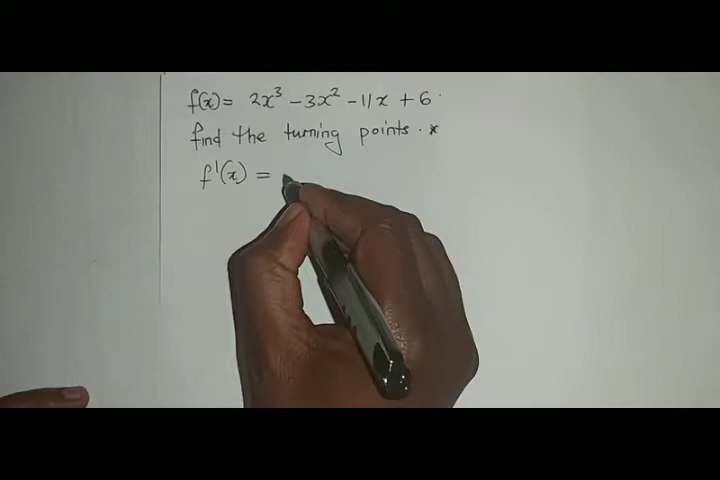 f(x) = 2x³ - 3x² - 11x + 6.
find the turning points. *
f'(x) =